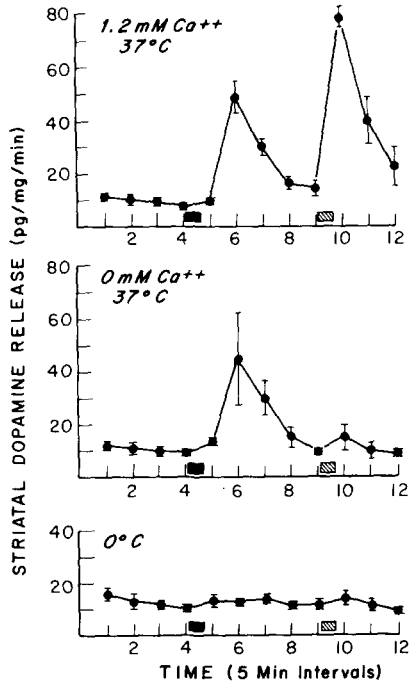 STRIATAL DOPAMINE RELEASE (pg/mg/min)
1.2 mM Ca++
37°C
80
60
40
20
2 4 6 8 10 12
0 mM Ca++
37°C
80
60
40
20
2 4 6 8 10 12
0°C
40
20
2 4 6 8 10 12
TIME (5 Min Intervals)